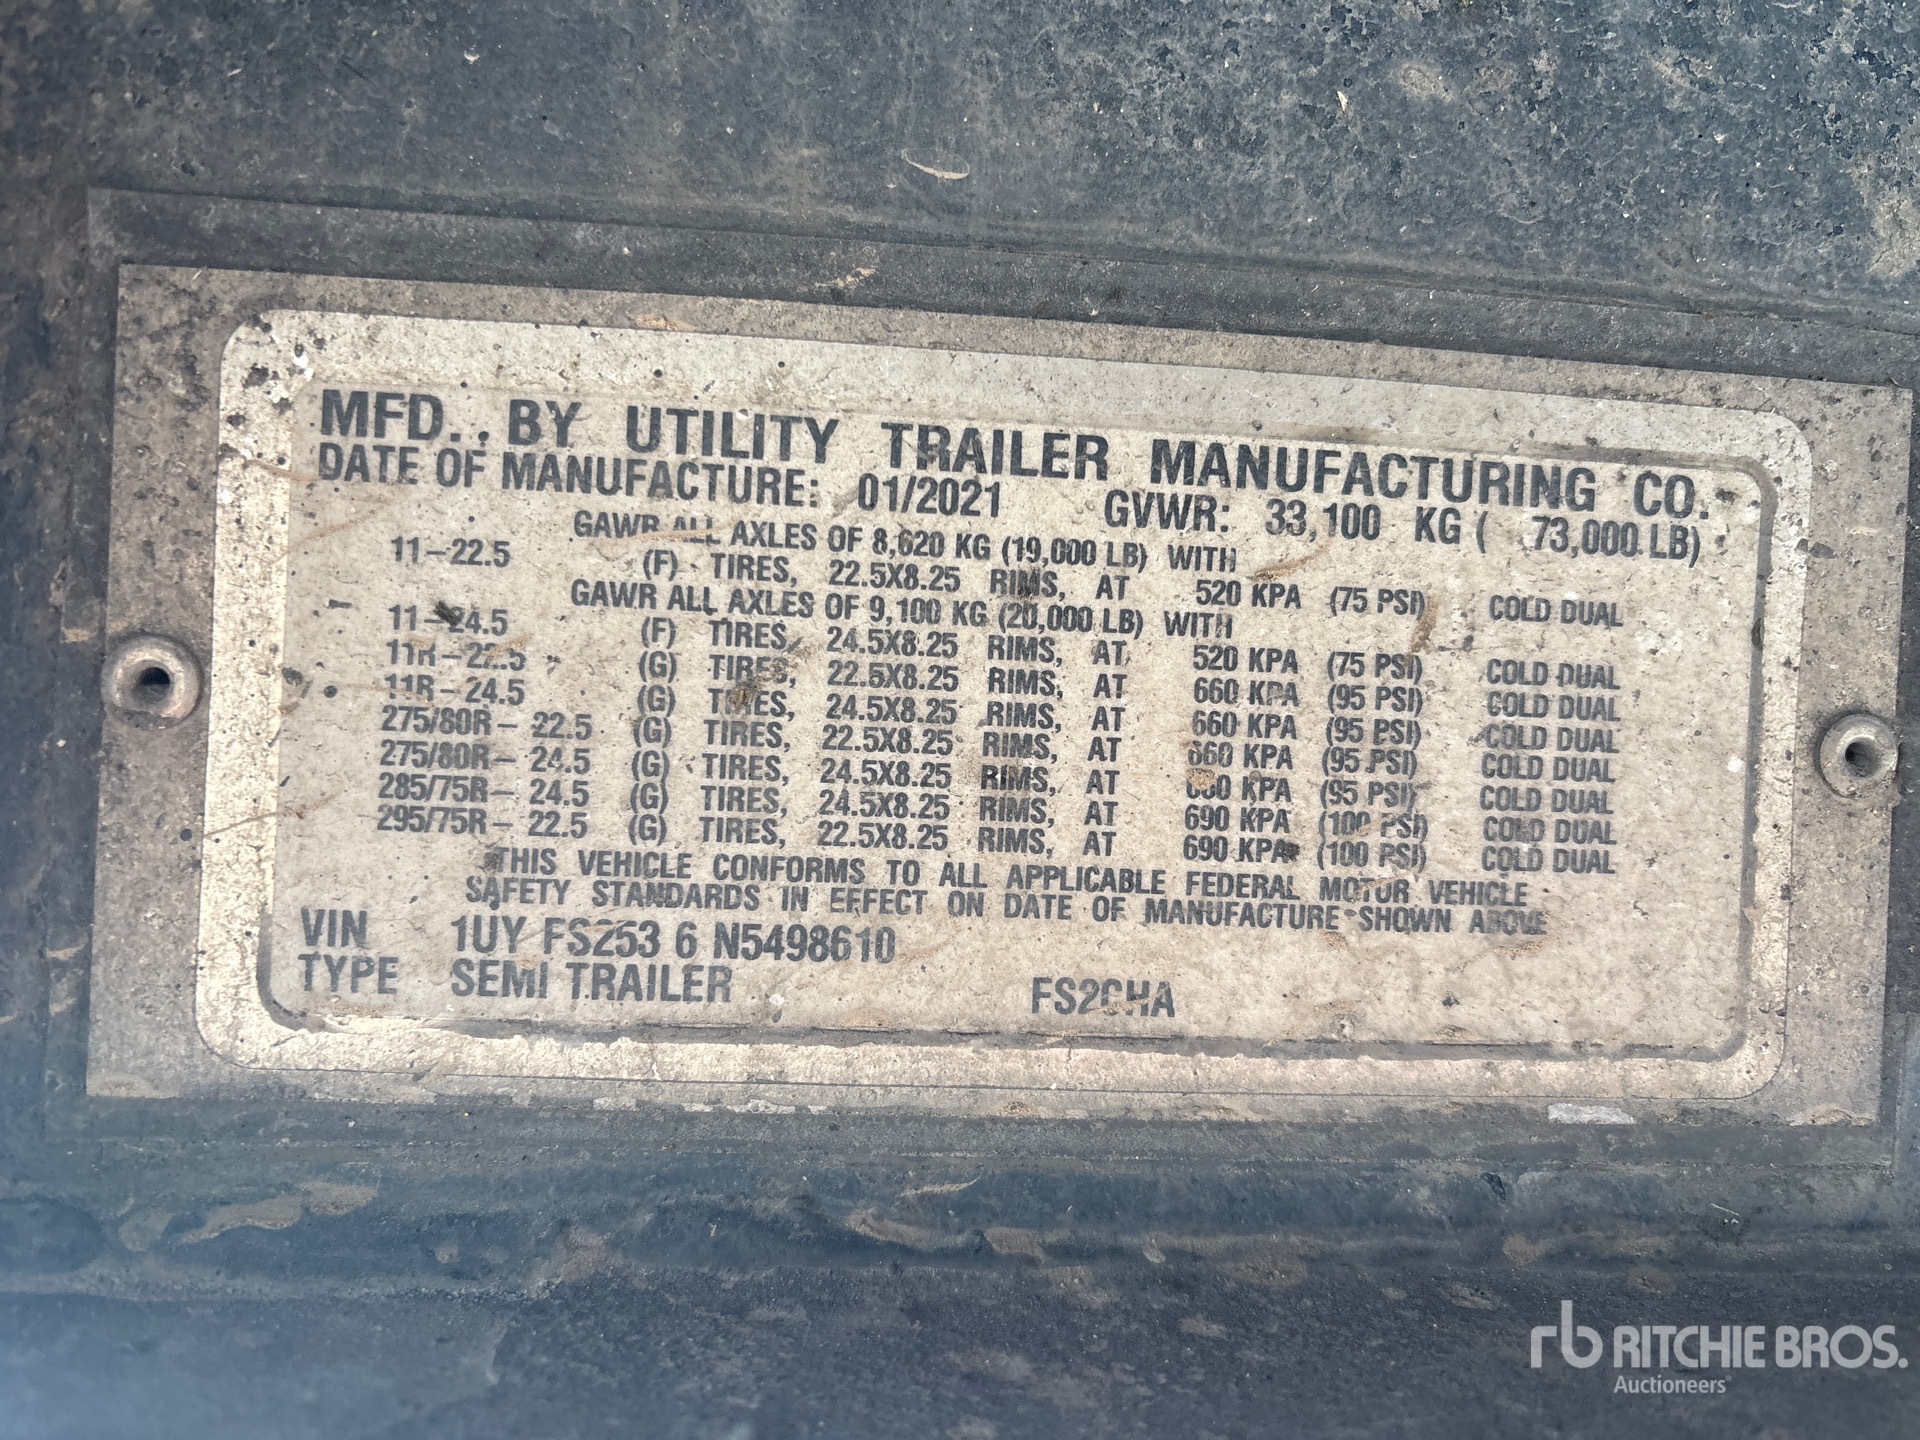 MFD.. BY UTILITY TRAILER MANUFACTURING CO.
DATE OF MANUFACTURE: 01/2021 GVWR: 33,100 KG ( 73,000 LB)
GAWR ALL AXLES OF 8,620 KG (19,000 LB) WITH
11-22.5 (F) TIRES, 22.5X8.25 RIMS, AT 520 KPA (75 PSI) COLD DUAL
GAWR ALL AXLES OF 9,100 KG (20,000 LB) WITH
11-24.5 (F) TIRES, 24.5X8.25 RIMS, AT 520 KPA (75 PSI) COLD DUAL
11R-22.5 (G) TIRES, 22.5X8.25 RIMS, AT 660 KPA (95 PSI) COLD DUAL
11R-24.5 (G) TIRES, 24.5X8.25 RIMS, AT 660 KPA (95 PSI) COLD DUAL
275/80R-22.5 (G) TIRES, 22.5X8.25 RIMS, AT 660 KPA (95 PSI) COLD DUAL
275/80R-24.5 (G) TIRES, 24.5X8.25 RIMS, AT 660 KPA (95 PSI) COLD DUAL
285/75R-24.5 (G) TIRES, 24.5X8.25 RIMS, AT 690 KPA (100 PSI) COLD DUAL
295/75R-22.5 (G) TIRES, 22.5X8.25 RIMS, AT 690 KPA (100 PSI) COLD DUAL
THIS VEHICLE CONFORMS TO ALL APPLICABLE FEDERAL MOTOR VEHICLE
SAFETY STANDARDS IN EFFECT ON DATE OF MANUFACTURE SHOWN ABOVE
VIN 1UY FS253 6 N5498610
TYPE SEMI TRAILER FS2CHA
rb RITCHIE BROS.
Auctioneers